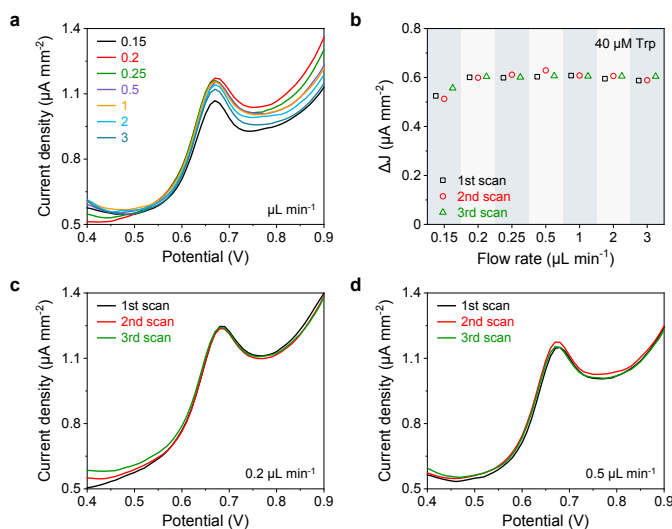 a
1.4
1.1
0.8
0.5
0.4 0.5 0.6 0.7 0.8 0.9
Current density (µA mm⁻²)
Potential (V)
0.15
0.2
0.25
0.5
1
2
3
µL min⁻¹
b
40 µM Trp
0.8
0.6
0.4
0.2
0
0.15 0.2 0.25 0.5 1 2 3
ΔJ (µA mm⁻²)
Flow rate (µL min⁻¹)
1st scan
2nd scan
3rd scan
c
1.4
1.1
0.8
0.5
0.4 0.5 0.6 0.7 0.8 0.9
Current density (µA mm⁻²)
Potential (V)
1st scan
2nd scan
3rd scan
0.2 µL min⁻¹
d
1.4
1.1
0.8
0.5
0.4 0.5 0.6 0.7 0.8 0.9
Current density (µA mm⁻²)
Potential (V)
1st scan
2nd scan
3rd scan
0.5 µL min⁻¹